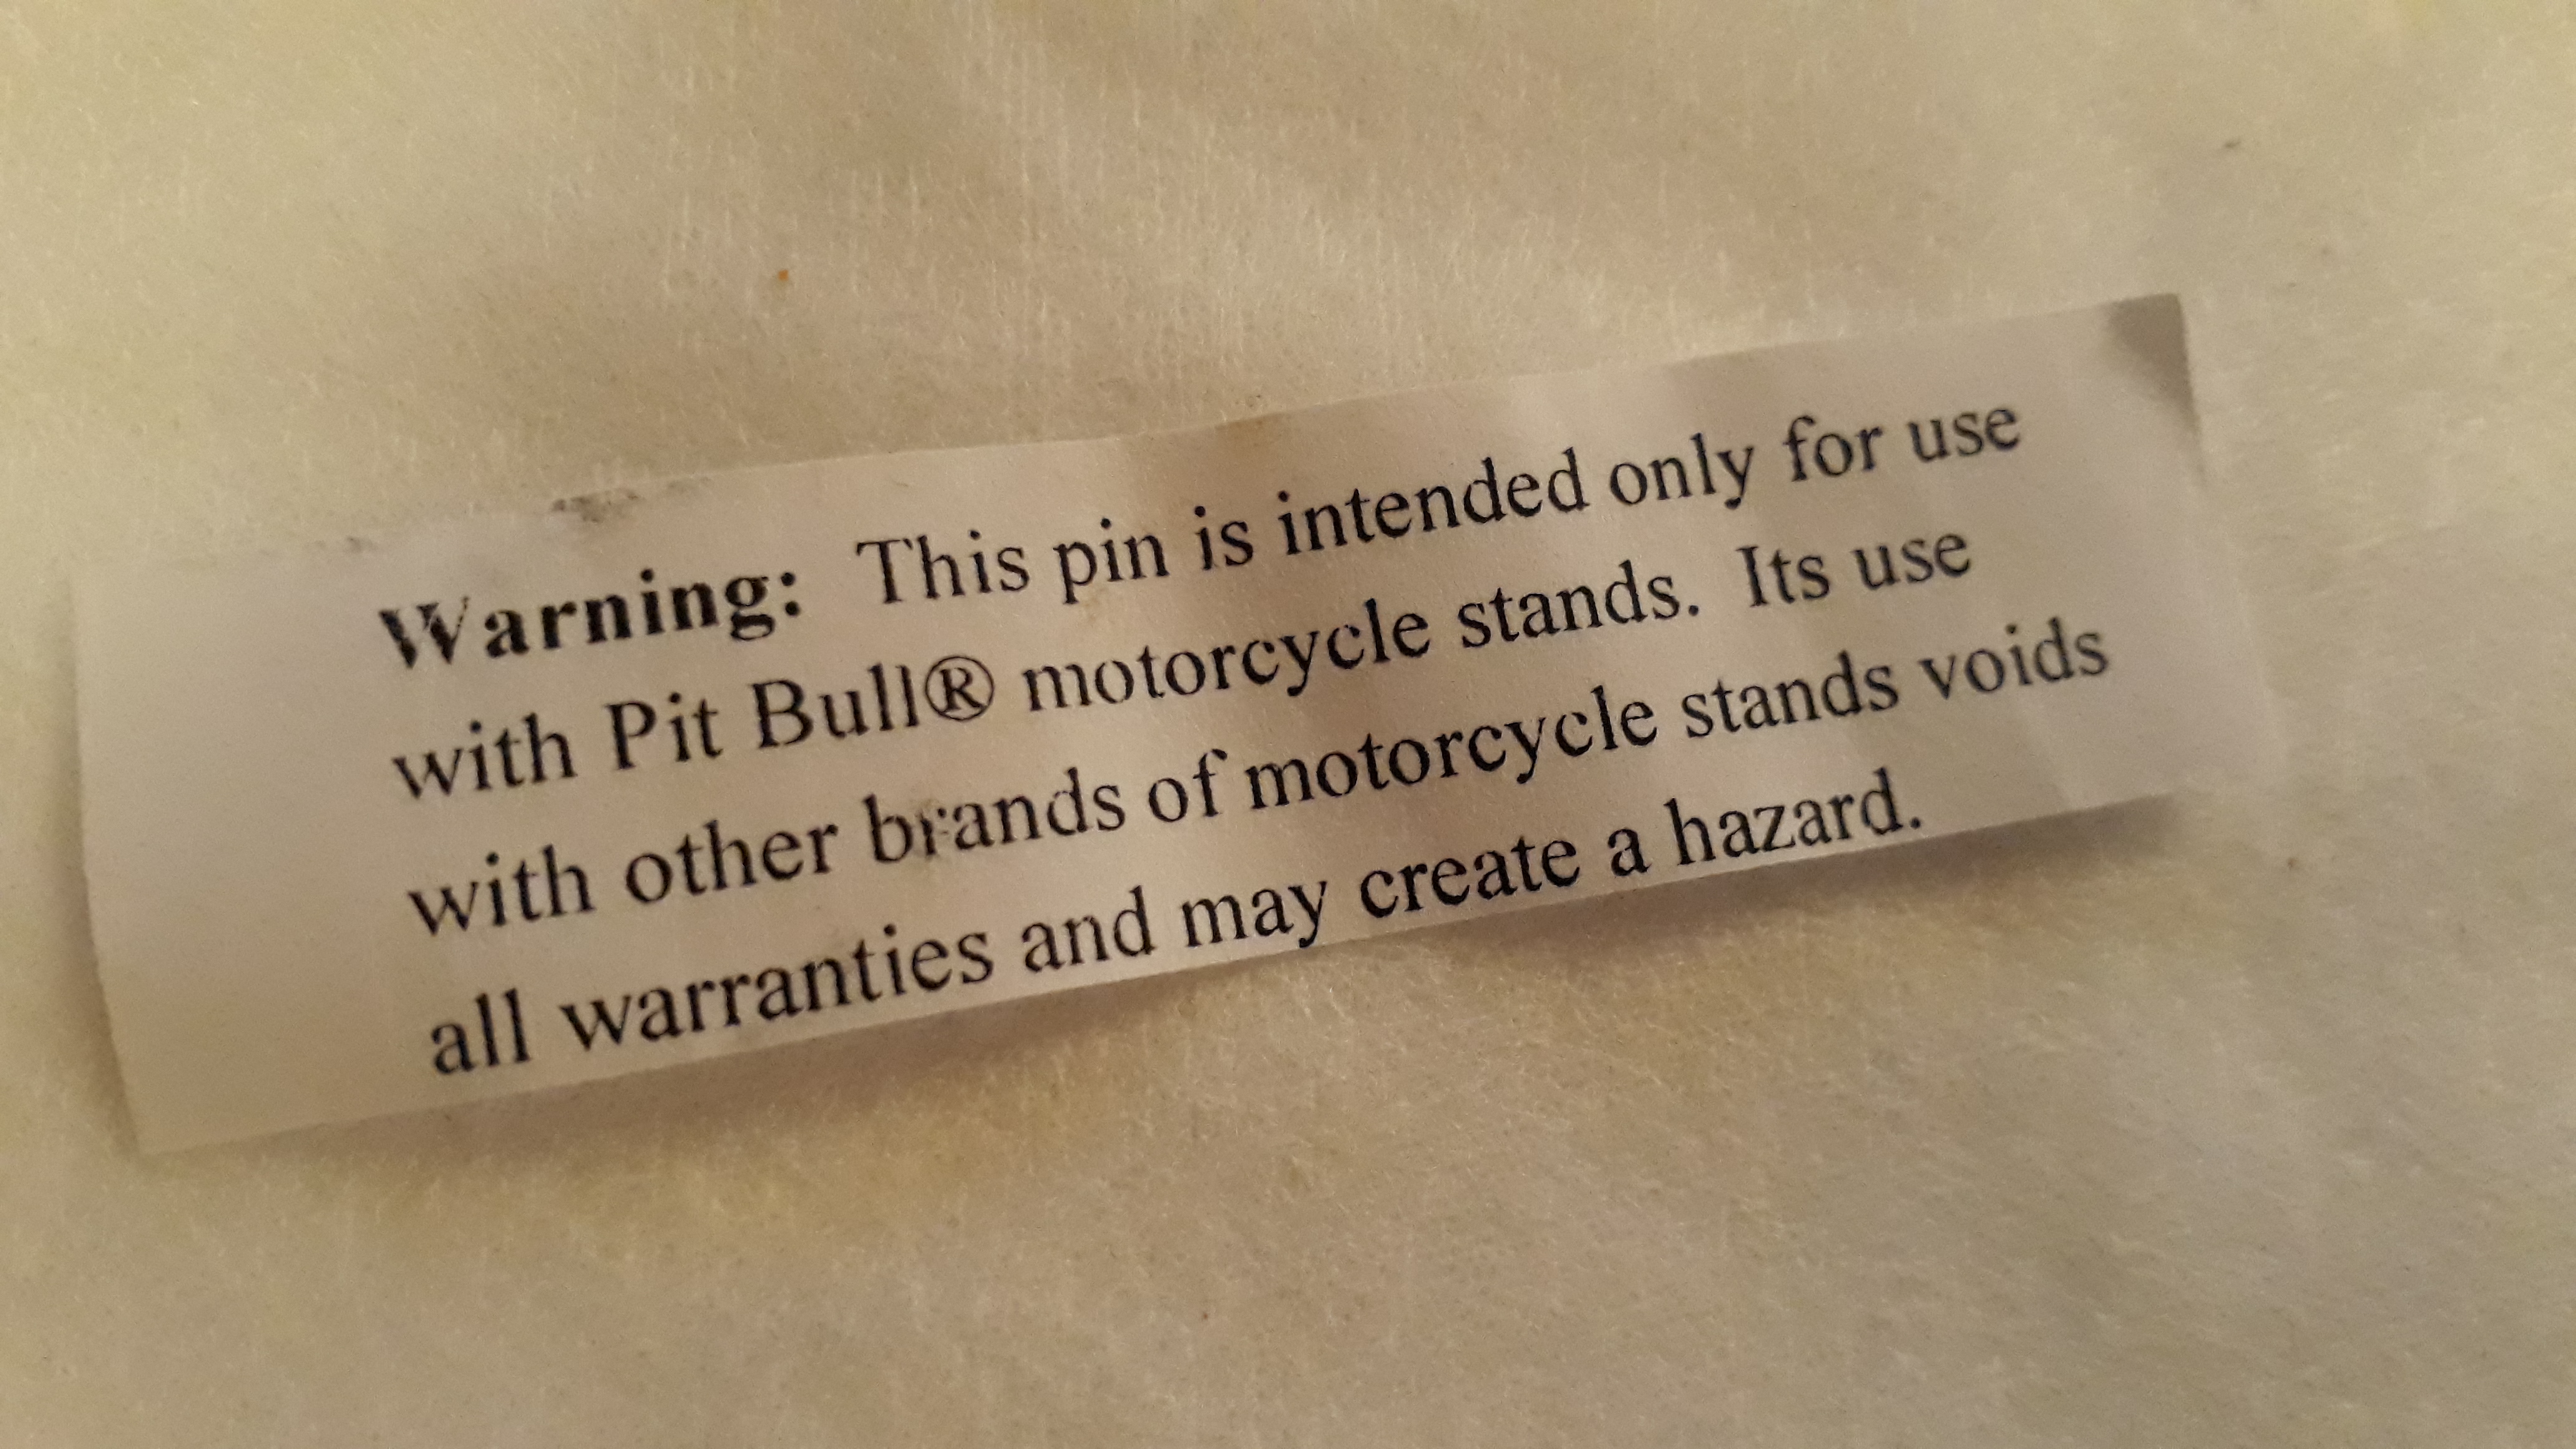 Warning:  This pin is intended only for use
with Pit Bull® motorcycle stands.  Its use
with other brands of motorcycle stands voids
all warranties and may create a hazard.